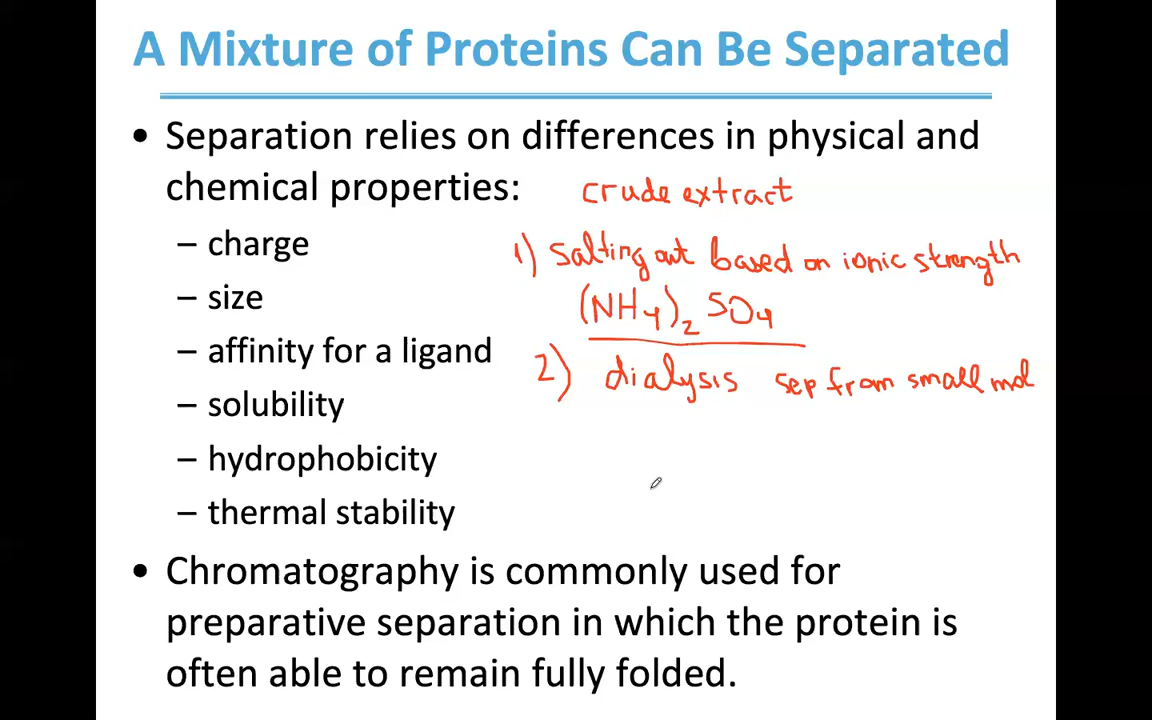 A Mixture of Proteins Can Be Separated
• Separation relies on differences in physical and
chemical properties:
crude extract
– charge
1) Salting out based on ionic strength
– size
(NH4)2 SO4
– affinity for a ligand
2) dialysis sep from small mol
– solubility
– hydrophobicity
– thermal stability
• Chromatography is commonly used for
preparative separation in which the protein is
often able to remain fully folded.